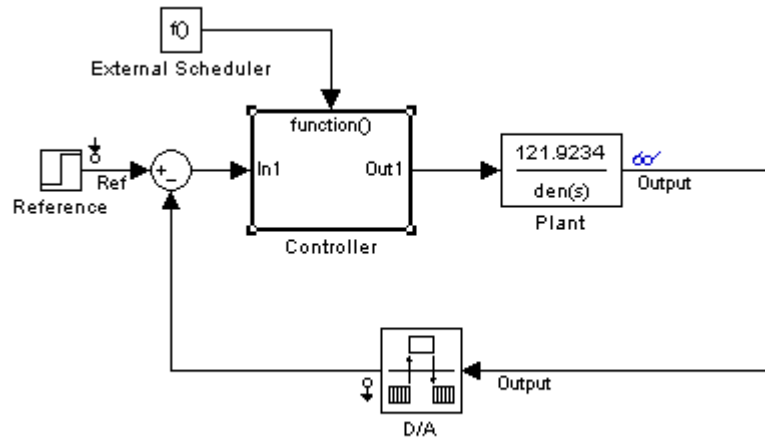 f()
External Scheduler
function()
In1
Out1
Ref
Reference
+
−
Controller
121.9234
den(s)
Plant
Output
Output
D/A